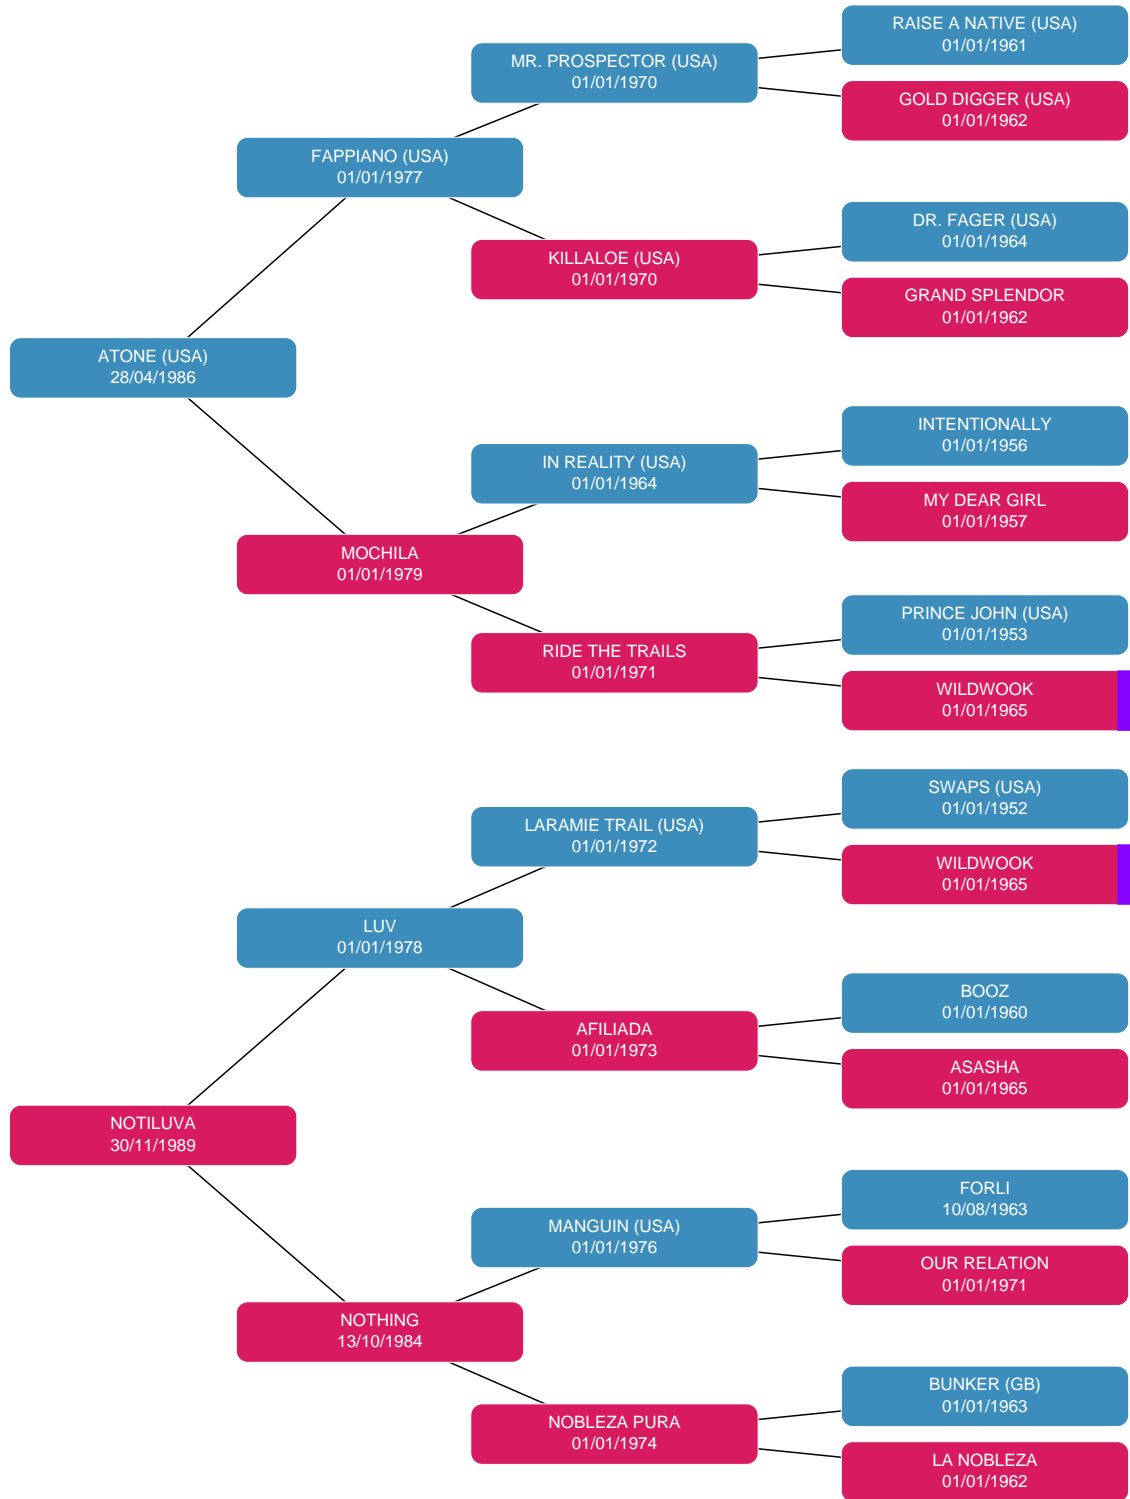 RAISE A NATIVE (USA)
01/01/1961
MR. PROSPECTOR (USA)
01/01/1970
GOLD DIGGER (USA)
01/01/1962
FAPPIANO (USA)
01/01/1977
DR. FAGER (USA)
01/01/1964
KILLALOE (USA)
01/01/1970
GRAND SPLENDOR
01/01/1962
ATONE (USA)
28/04/1986
INTENTIONALLY
01/01/1956
IN REALITY (USA)
01/01/1964
MY DEAR GIRL
01/01/1957
MOCHILA
01/01/1979
PRINCE JOHN (USA)
01/01/1953
RIDE THE TRAILS
01/01/1971
WILDWOOK
01/01/1965
SWAPS (USA)
01/01/1952
LARAMIE TRAIL (USA)
01/01/1972
WILDWOOK
01/01/1965
LUV
01/01/1978
BOOZ
01/01/1960
AFILIADA
01/01/1973
ASASHA
01/01/1965
NOTILUVA
30/11/1989
FORLI
10/08/1963
MANGUIN (USA)
01/01/1976
OUR RELATION
01/01/1971
NOTHING
13/10/1984
BUNKER (GB)
01/01/1963
NOBLEZA PURA
01/01/1974
LA NOBLEZA
01/01/1962